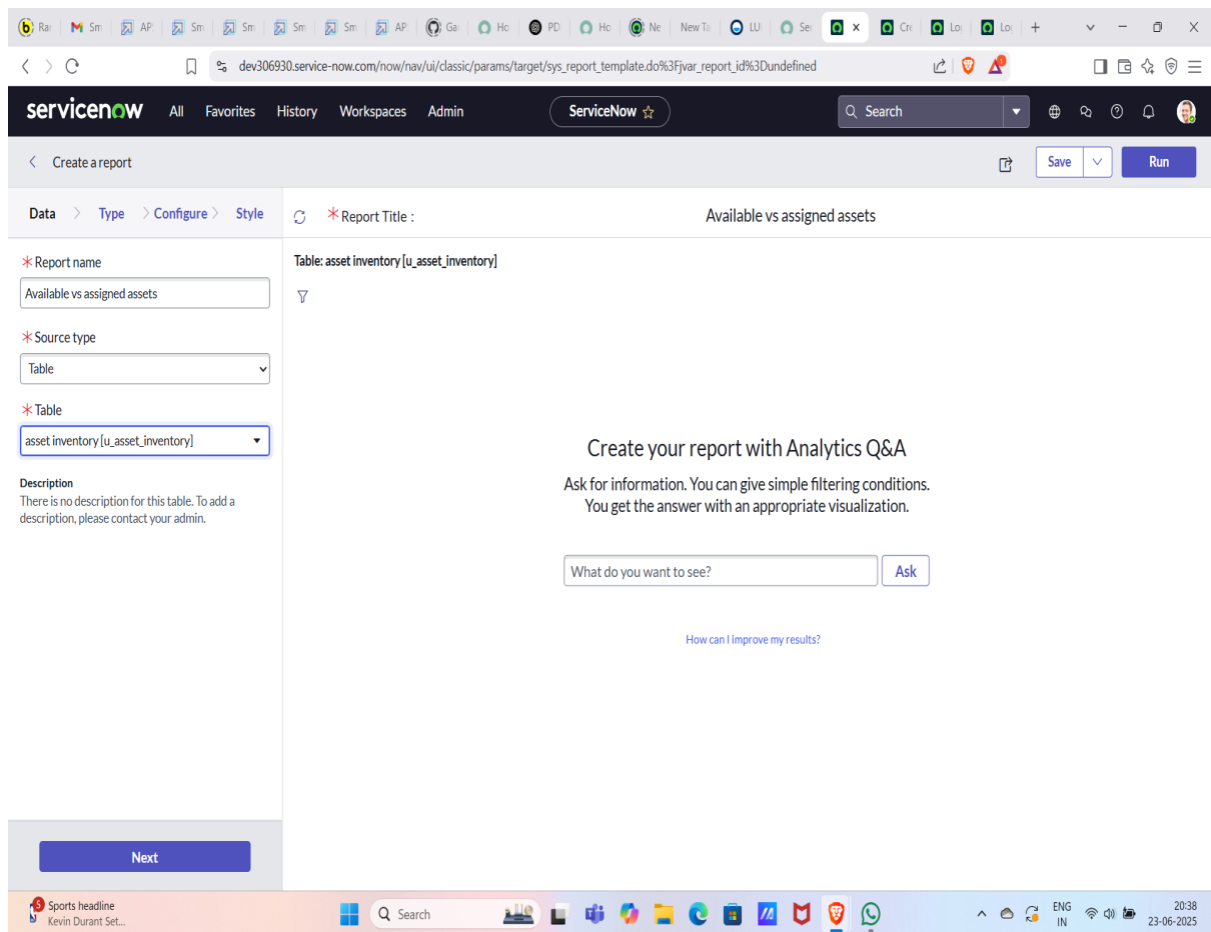 Rar Sm AP Sm Sm Sm Sm AP Ga Ho PD Ho Ne New Ta LU Se Cr Lo Lo
dev306930.service-now.com/now/nav/ui/classic/params/target/sys_report_template.do%3Fjvar_report_id%3Dundefined
servicenow All Favorites History Workspaces Admin ServiceNow Search
Create a report Save Run
Data Type Configure Style Report Title : Available vs assigned assets
*Report name
Available vs assigned assets
*Source type
Table
*Table
asset inventory [u_asset_inventory]
Description
There is no description for this table. To add a
description, please contact your admin.
Next
Table: asset inventory [u_asset_inventory]
Create your report with Analytics Q&A
Ask for information. You can give simple filtering conditions.
You get the answer with an appropriate visualization.
What do you want to see? Ask
How can I improve my results?
5 Sports headline
Kevin Durant Set...
Search
ENG
IN
20:38
23-06-2025